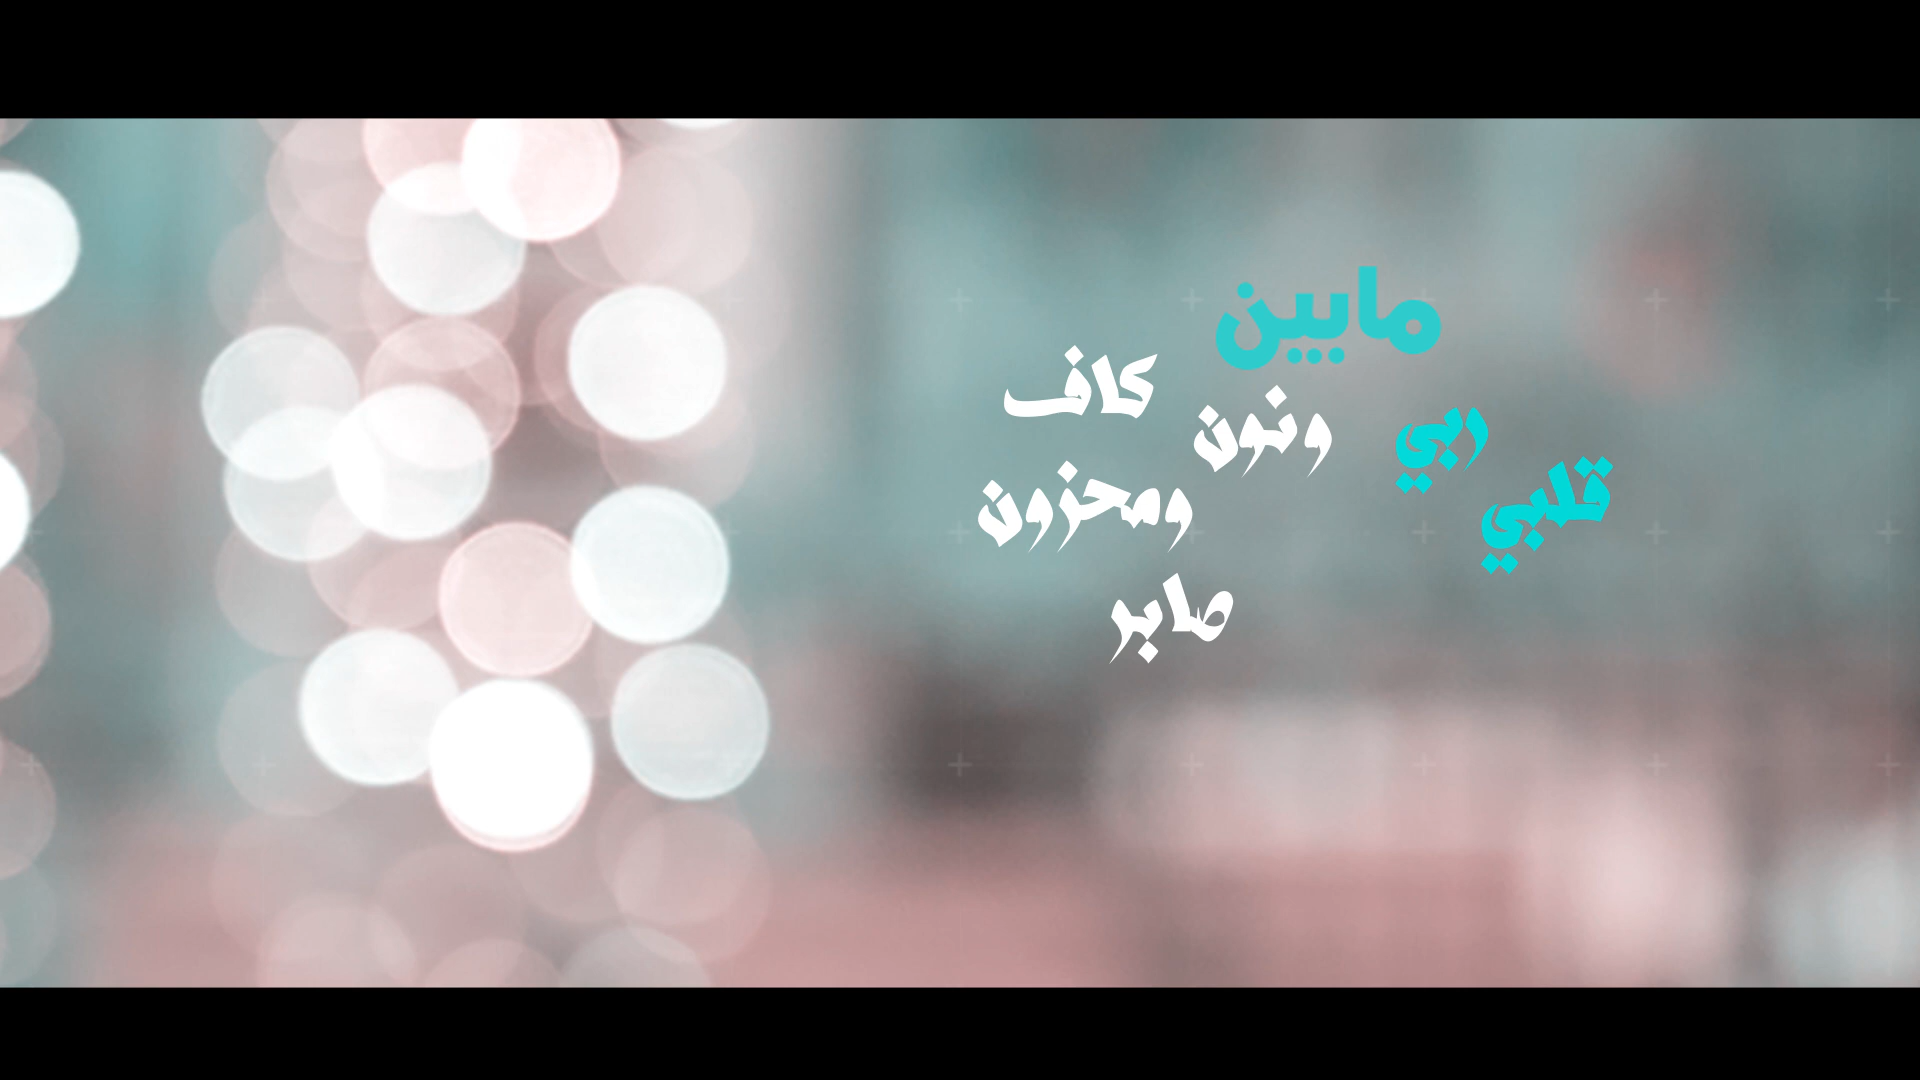 مابين
كاف
ونون
ربي
قلبي
ومحزون
صابر